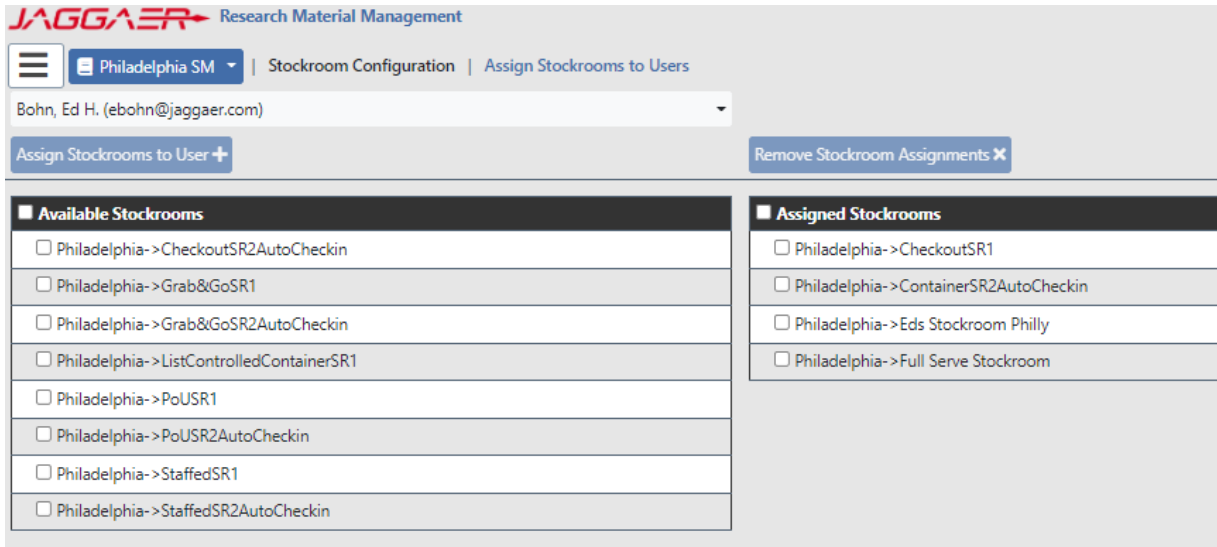 JAGGAER Research Material Management
Philadelphia SM | Stockroom Configuration | Assign Stockrooms to Users
Bohn, Ed H. (ebohn@jaggaer.com)
Assign Stockrooms to User
Remove Stockroom Assignments
Available Stockrooms
Philadelphia->CheckoutSR2AutoCheckin
Philadelphia->Grab&GoSR1
Philadelphia->Grab&GoSR2AutoCheckin
Philadelphia->ListControlledContainerSR1
Philadelphia->PoUSR1
Philadelphia->PoUSR2AutoCheckin
Philadelphia->StaffedSR1
Philadelphia->StaffedSR2AutoCheckin
Assigned Stockrooms
Philadelphia->CheckoutSR1
Philadelphia->ContainerSR2AutoCheckin
Philadelphia->Eds Stockroom Philly
Philadelphia->Full Serve Stockroom